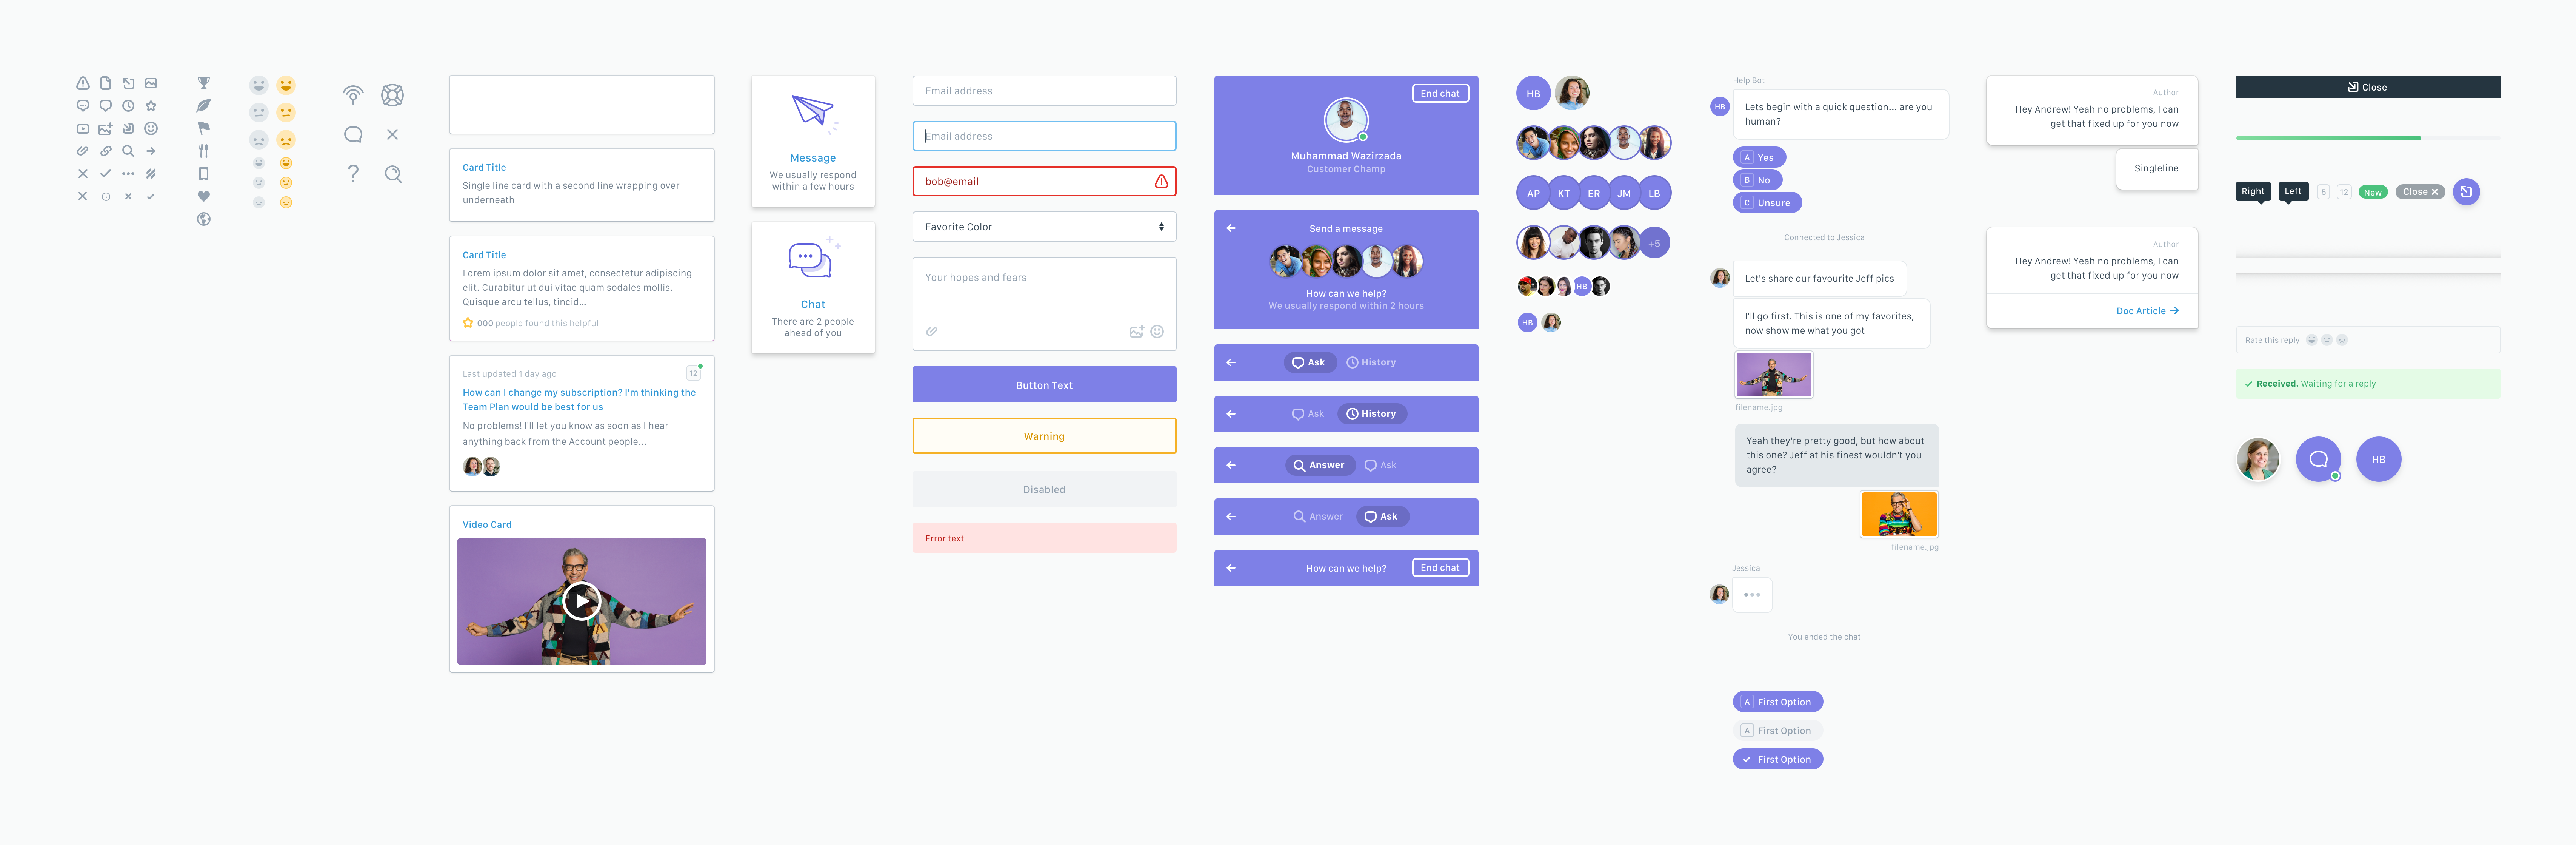 Card Title
Single line card with a second line wrapping over
underneath
Card Title
Lorem ipsum dolor sit amet, consectetur adipiscing
elit. Curabitur ut dui vitae quam sodales mollis.
Quisque arcu tellus, tincid...
000 people found this helpful
Last updated 1 day ago
12
How can I change my subscription? I'm thinking the
Team Plan would be best for us
No problems! I'll let you know as soon as I hear
anything back from the Account people...
Video Card
Message
We usually respond
within a few hours
Chat
There are 2 people
ahead of you
Email address
Email address
bob@email
Favorite Color
Your hopes and fears
Button Text
Warning
Disabled
Error text
End chat
Muhammad Wazirzada
Customer Champ
Send a message
How can we help?
We usually respond within 2 hours
Ask History
Ask History
Answer Ask
Answer Ask
How can we help? End chat
HB
AP KT ER JM LB
+5
HB
HB
Help Bot
HB
Lets begin with a quick question... are you
human?
A Yes
B No
C Unsure
Connected to Jessica
Let's share our favourite Jeff pics
I'll go first. This is one of my favorites,
now show me what you got
filename.jpg
Yeah they're pretty good, but how about
this one? Jeff at his finest wouldn't you
agree?
filename.jpg
Jessica
You ended the chat
A First Option
A First Option
First Option
Author
Hey Andrew! Yeah no problems, I can
get that fixed up for you now
Singleline
Author
Hey Andrew! Yeah no problems, I can
get that fixed up for you now
Doc Article
Close
Right Left 5 12 New Close
Rate this reply
Received. Waiting for a reply
HB